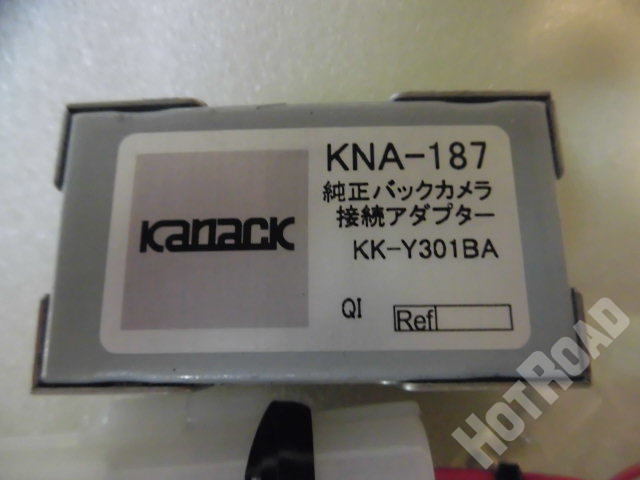 KNA-187
純正バックカメラ
接続アダプター
KK-Y301BA
Kanack
QI
Ref
HOTROAD